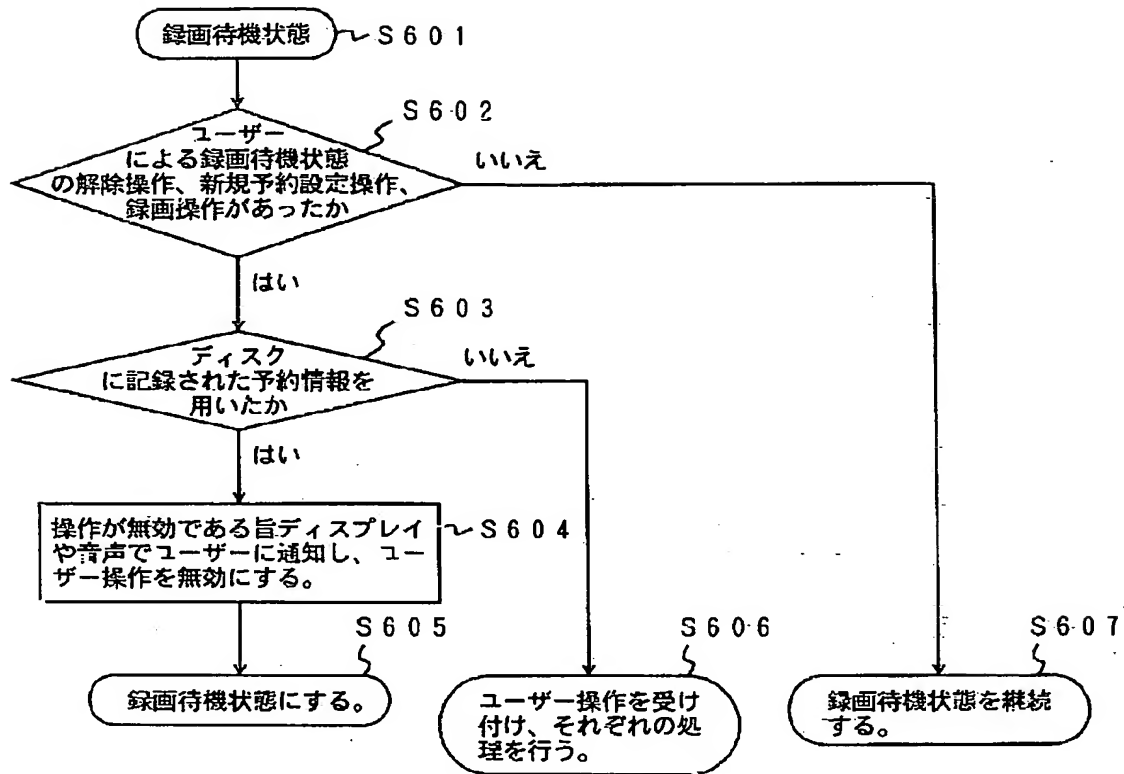 録画待機状態 S601
S602
ユーザー
による録画待機状態
の解除操作、新規予約設定操作、
録画操作があったか
いいえ
はい
S603
ディスク
に記録された予約情報を
用いたか
いいえ
はい
操作が無効である旨ディスプレイ
や音声でユーザーに通知し、ユー
ザー操作を無効にする。
S604
S605
録画待機状態にする。
S606
ユーザー操作を受け
付け、それぞれの処
理を行う。
S607
録画待機状態を継続
する。